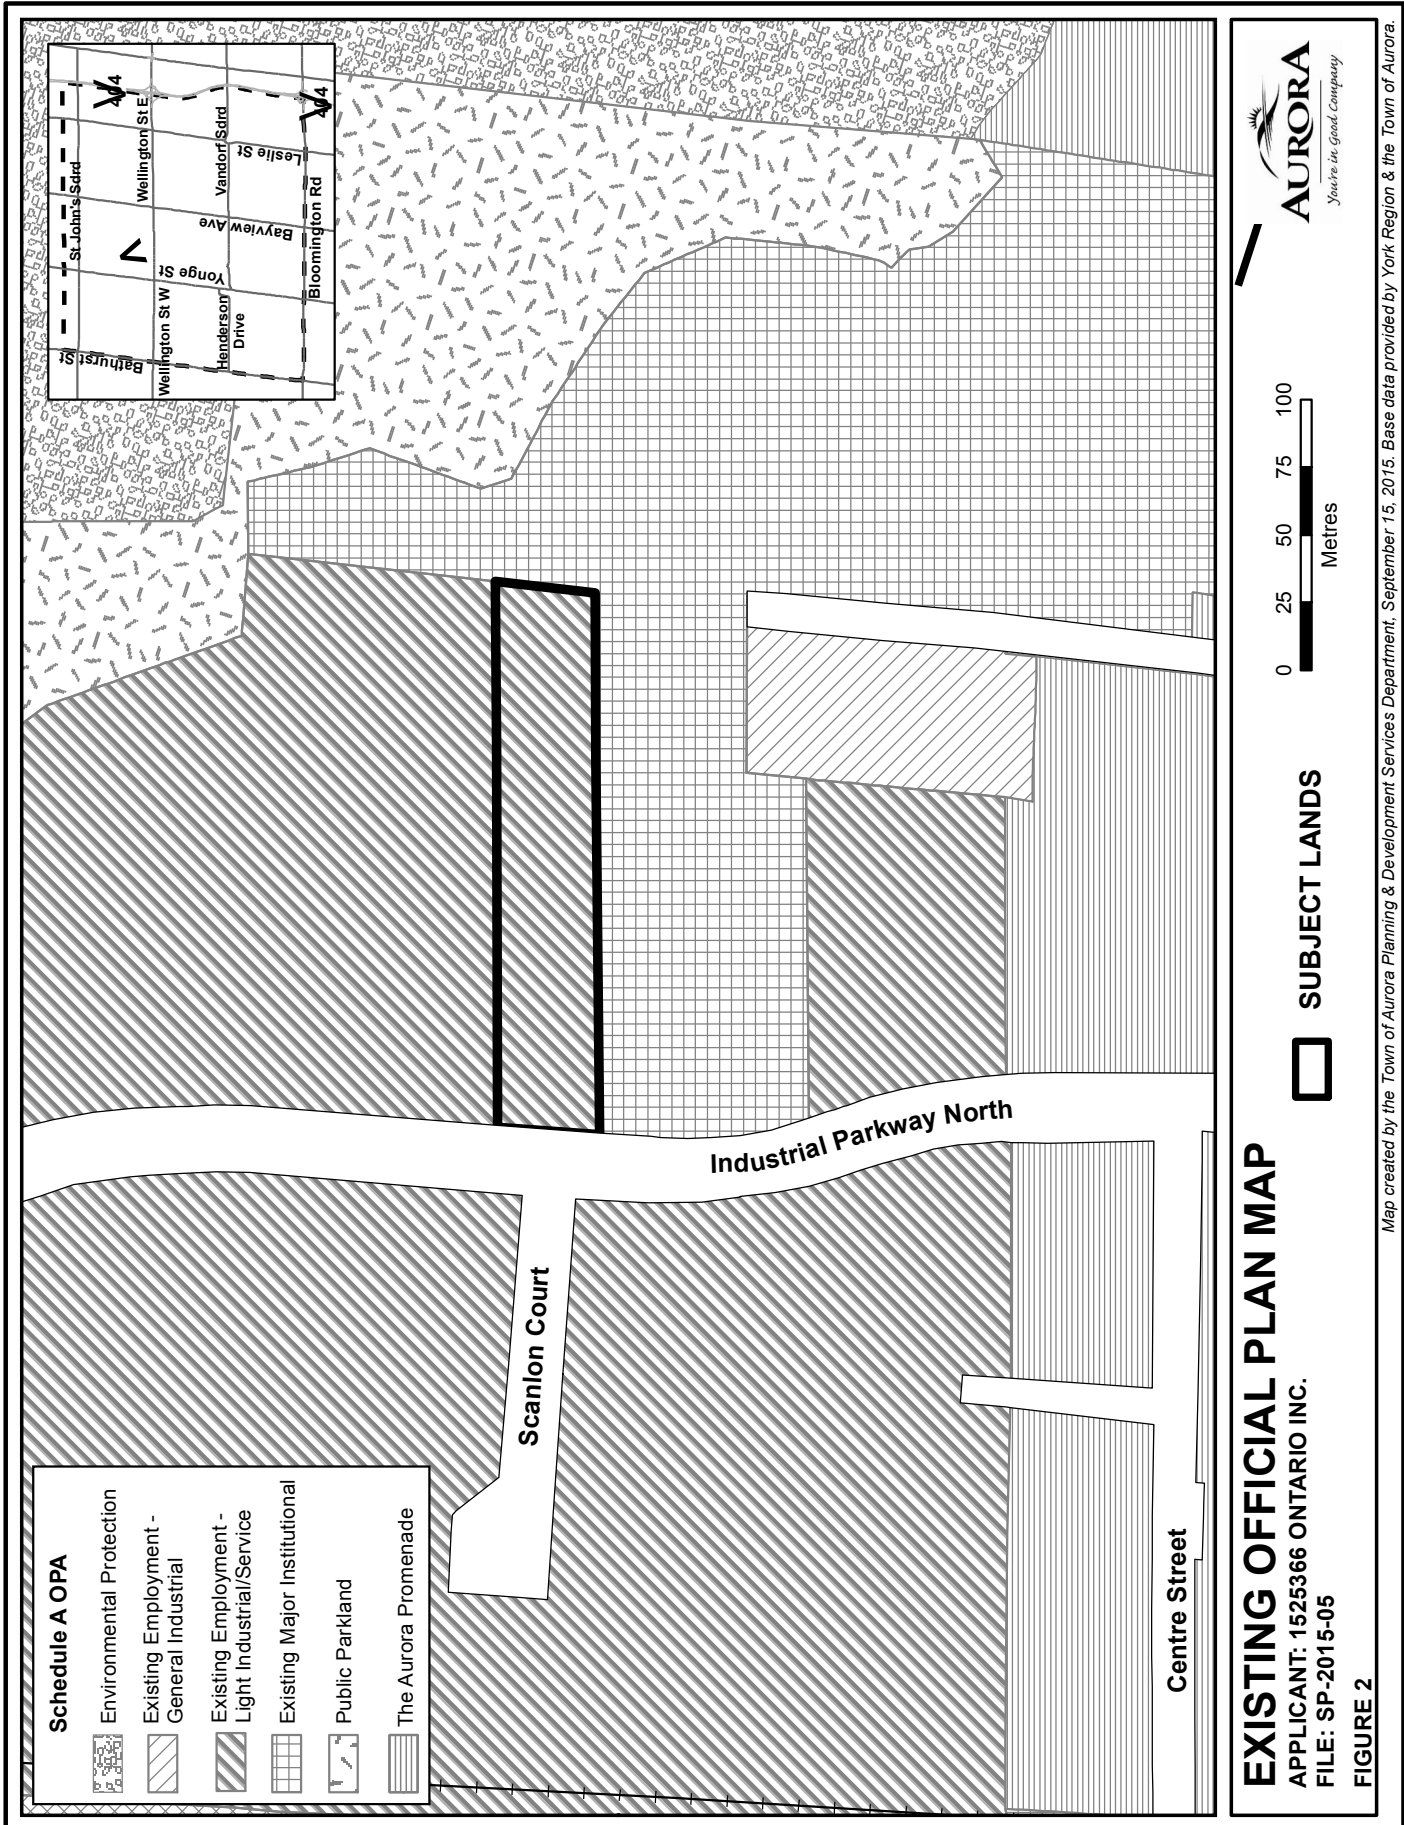 Schedule A OPA
Environmental Protection
Existing Employment -
General Industrial
Existing Employment -
Light Industrial/Service
Existing Major Institutional
Public Parkland
The Aurora Promenade
St John's Sdrd
Wellington St E
Vandorf Sdrd
Leslie St
Bayview Ave
Yonge St
Bloomington Rd
Wellington St W
Henderson
Drive
Bathurst St
404
404
Scanlon Court
Industrial Parkway North
Centre Street
EXISTING OFFICIAL PLAN MAP
APPLICANT: 1525366 ONTARIO INC.
FILE: SP-2015-05
FIGURE 2
SUBJECT LANDS
0 25 50 75 100
Metres
AURORA
You're in Good Company
Map created by the Town of Aurora Planning & Development Services Department, September 15, 2015. Base data provided by York Region & the Town of Aurora.